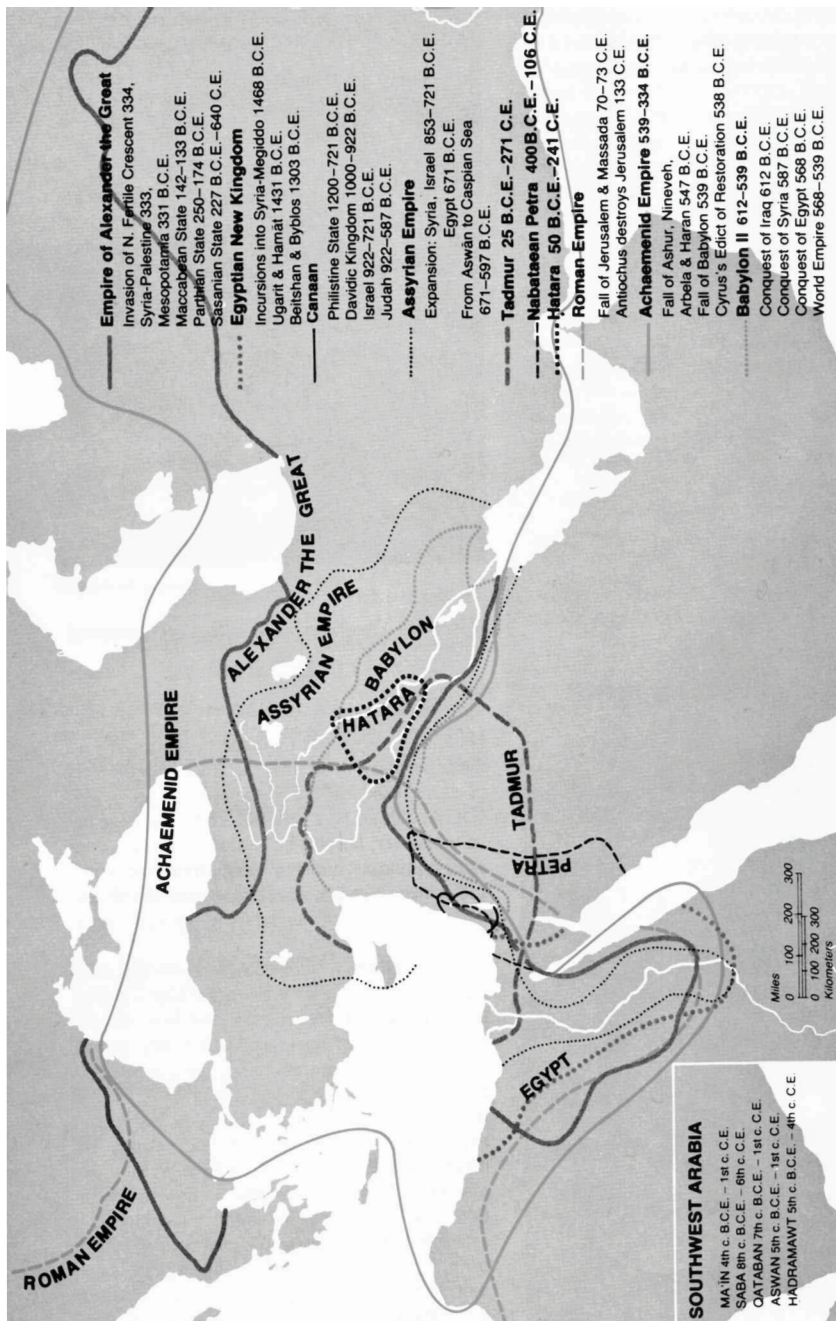 Empire of Alexander the Great
Invasion of N. Fertile Crescent 334,
Syria-Palestine 333,
Mesopotamia 331 B.C.E.
Maccabean State 142–133 B.C.E.
Parthian State 250–174 B.C.E.
Sasanian State 227 B.C.E.–640 C.E.
Egyptian New Kingdom
Incursions into Syria-Megiddo 1468 B.C.E.
Ugarit & Hamāt 1431 B.C.E.
Beitshan & Byblos 1303 B.C.E.
Canaan
Philistine State 1200–721 B.C.E.
Davidic Kingdom 1000–922 B.C.E.
Israel 922–721 B.C.E.
Judah 922–587 B.C.E.
Assyrian Empire
Expansion: Syria, Israel 853–721 B.C.E.
Egypt 671 B.C.E.
From Aswān to Caspian Sea
671–597 B.C.E.
Tadmur 25 B.C.E.–271 C.E.
Nabataean Petra 400B.C.E.–106 C.E.
Hatara 50 B.C.E.–241 C.E.
Roman Empire
Fall of Jerusalem & Massada 70–73 C.E.
Antiochus destroys Jerusalem 133 C.E.
Achaemenid Empire 539–334 B.C.E.
Fall of Ashur, Nineveh,
Arbela & Haran 547 B.C.E.
Fall of Babylon 539 B.C.E.
Cyrus's Edict of Restoration 538 B.C.E.
Babylon II 612–539 B.C.E.
Conquest of Iraq 612 B.C.E.
Conquest of Syria 587 B.C.E.
Conquest of Egypt 568 B.C.E.
World Empire 568–539 B.C.E.
ROMAN EMPIRE
ACHAEMENID EMPIRE
ALEXANDER THE GREAT
ASSYRIAN EMPIRE
BABYLON
HATARA
TADMUR
PETRA
EGYPT
Miles
0 100 200 300
0 100 200 300
Kilometers
SOUTHWEST ARABIA
MA'IN 4th c. B.C.E. – 1st c. C.E.
SABA 8th c. B.C.E. – 6th c. C.E.
QATABAN 7th c. B.C.E. – 1st c. C.E.
ASWAN 5th c. B.C.E. – 1st c. C.E.
HADRAMAWT 5th c. B.C.E. – 4th c. C.E.